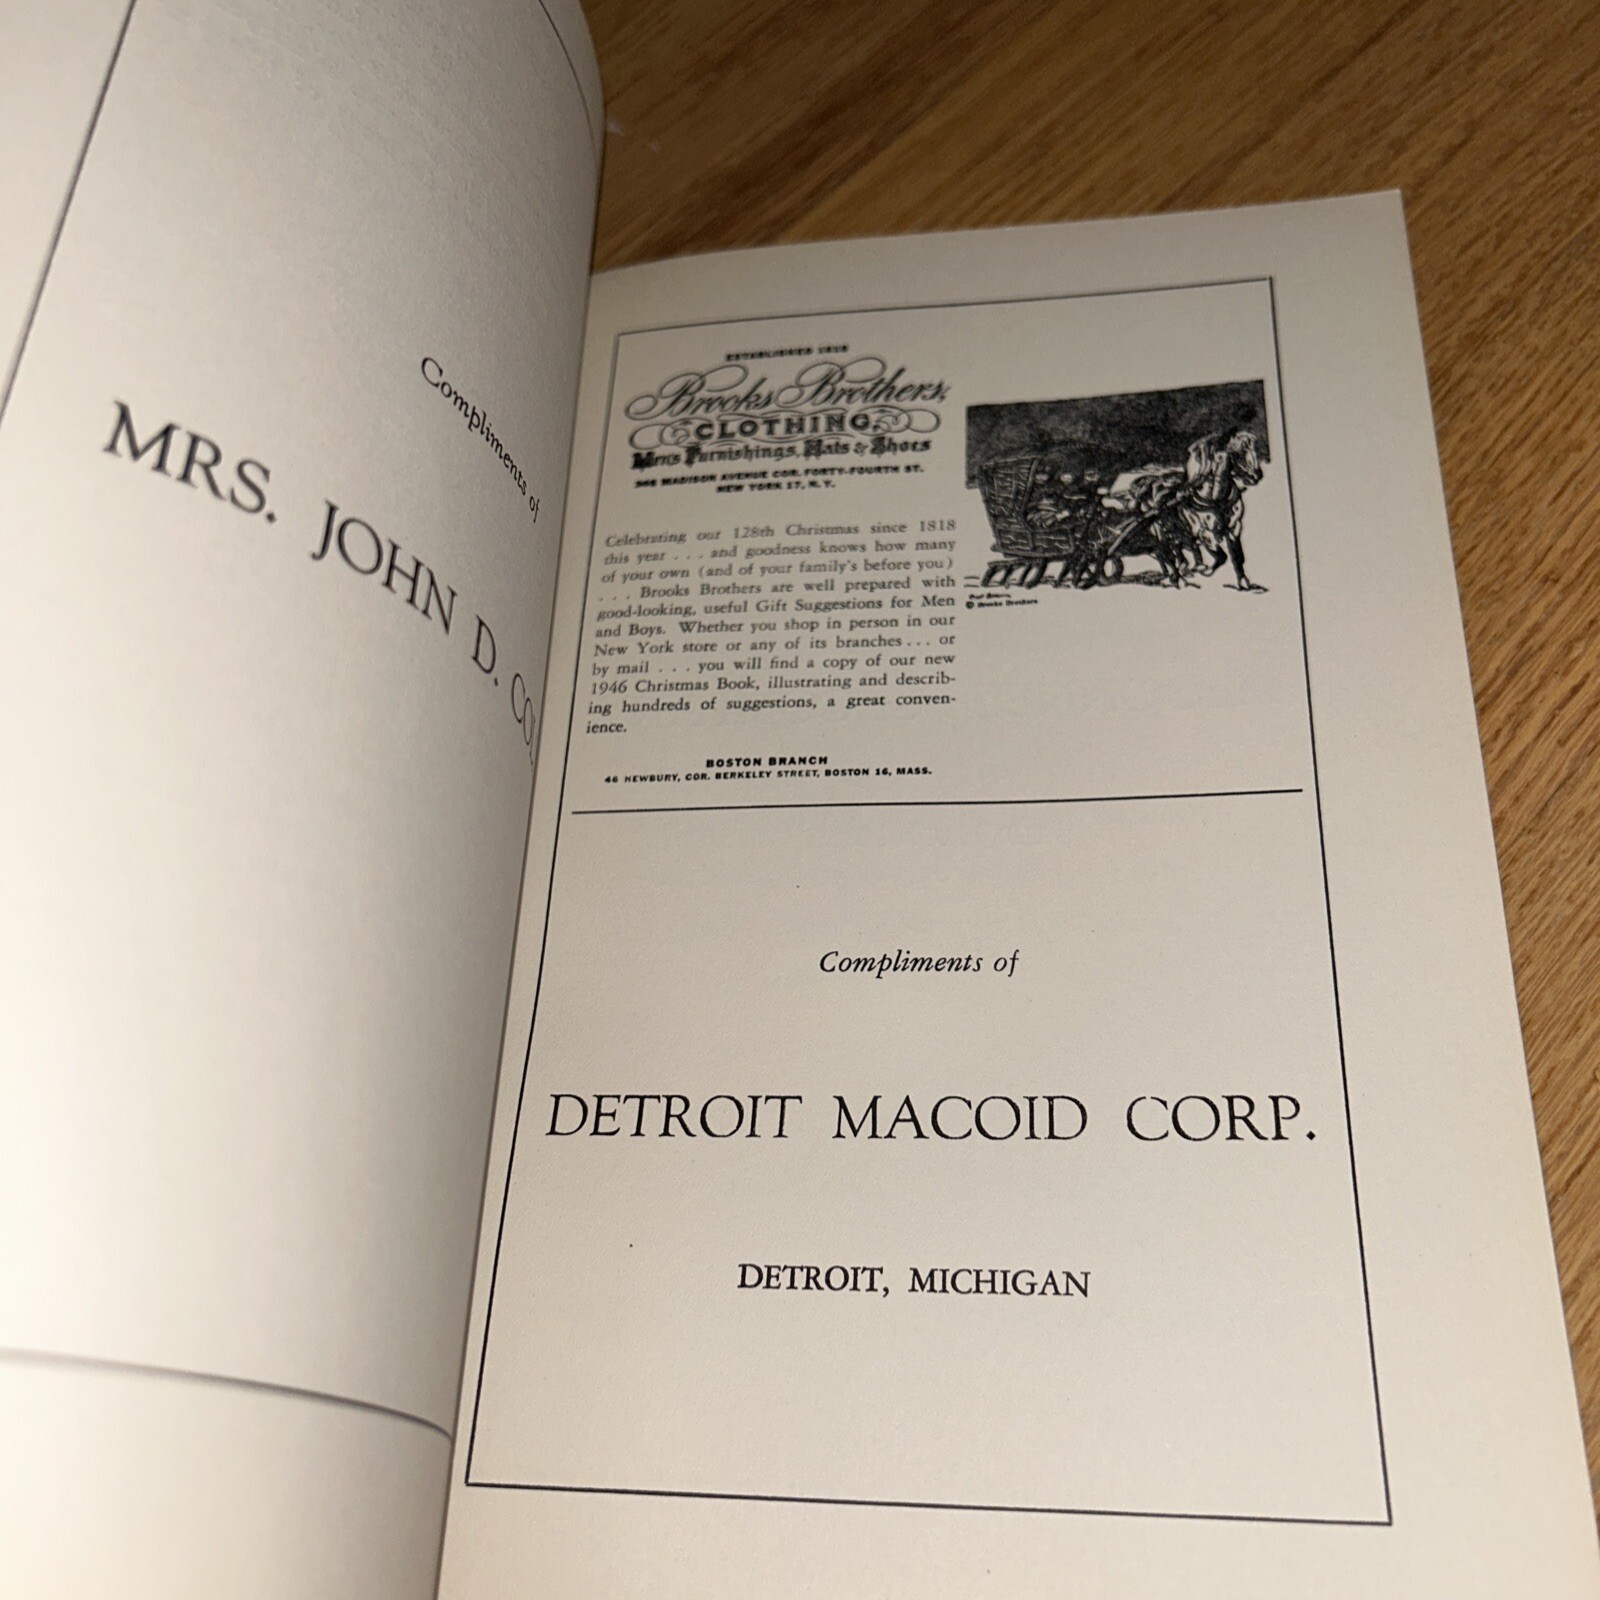 Compliments of
MRS. JOHN D.
ESTABLISHED 1818
Brooks Brothers,
CLOTHING,
Men's Furnishings, Hats & Shoes
346 MADISON AVENUE COR. FORTY-FOURTH ST.
NEW YORK 17, N. Y.
Celebrating our 128th Christmas since 1818
this year . . . and goodness knows how many
of your own (and of your family's before you)
. . . Brooks Brothers are well prepared with
good-looking, useful Gift Suggestions for Men
and Boys. Whether you shop in person in our
New York store or any of its branches . . . or
by mail . . . you will find a copy of our new
1946 Christmas Book, illustrating and describ-
ing hundreds of suggestions, a great conven-
ience.
© Brooks Brothers
BOSTON BRANCH
46 NEWBURY, COR. BERKELEY STREET, BOSTON 16, MASS.
Compliments of
DETROIT MACOID CORP.
DETROIT, MICHIGAN